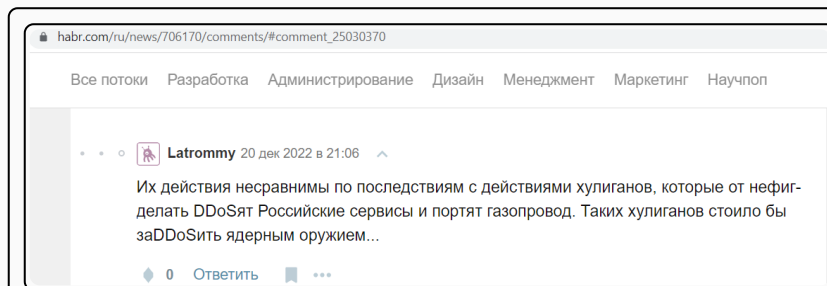 habr.com/ru/news/706170/comments/#comment_25030370
Все потоки Разработка Администрирование Дизайн Менеджмент Маркетинг Научпоп
Latrommy 20 дек 2022 в 21:06
Их действия несравнимы по последствиям с действиями хулиганов, которые от нефиг-
делать DDoSят Российские сервисы и портят газопровод. Таких хулиганов стоило бы
заDDoSить ядерным оружием...
0 Ответить